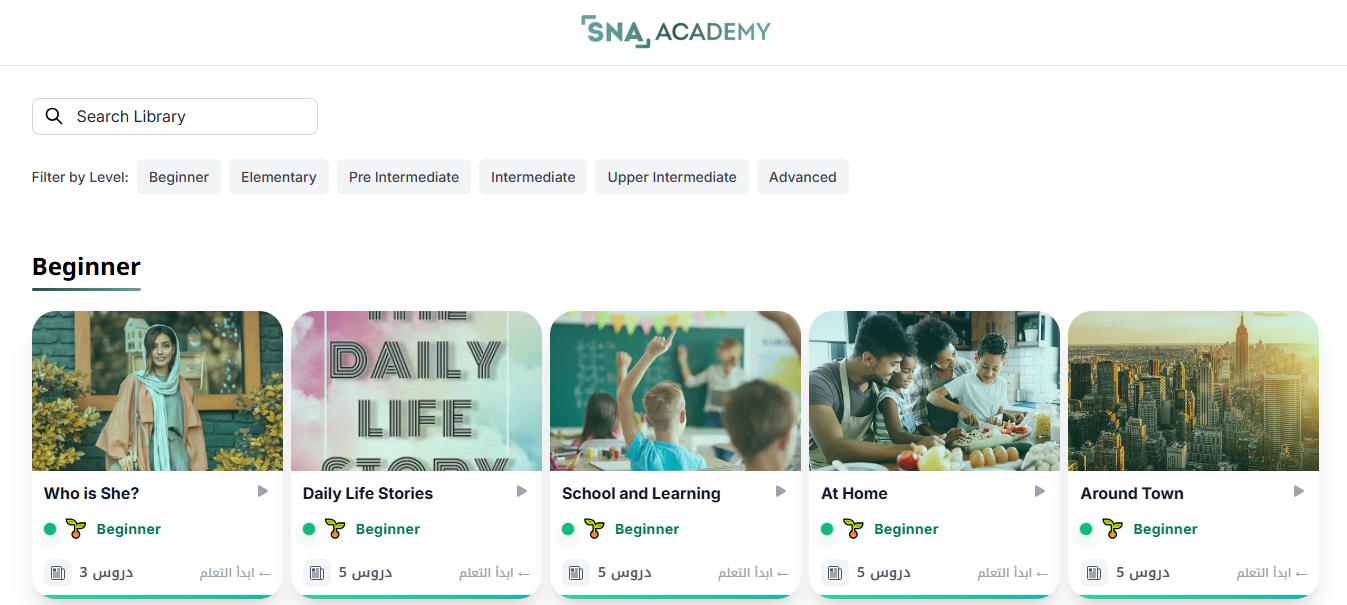 SNA ACADEMY
Search Library
Filter by Level: Beginner Elementary Pre Intermediate Intermediate Upper Intermediate Advanced
Beginner
THE
DAILY
LIFE
STORY
Who is She?
Beginner
3 دروس
ابدأ التعلم ←
Daily Life Stories
Beginner
5 دروس
ابدأ التعلم ←
School and Learning
Beginner
5 دروس
ابدأ التعلم ←
At Home
Beginner
5 دروس
ابدأ التعلم ←
Around Town
Beginner
5 دروس
ابدأ التعلم ←